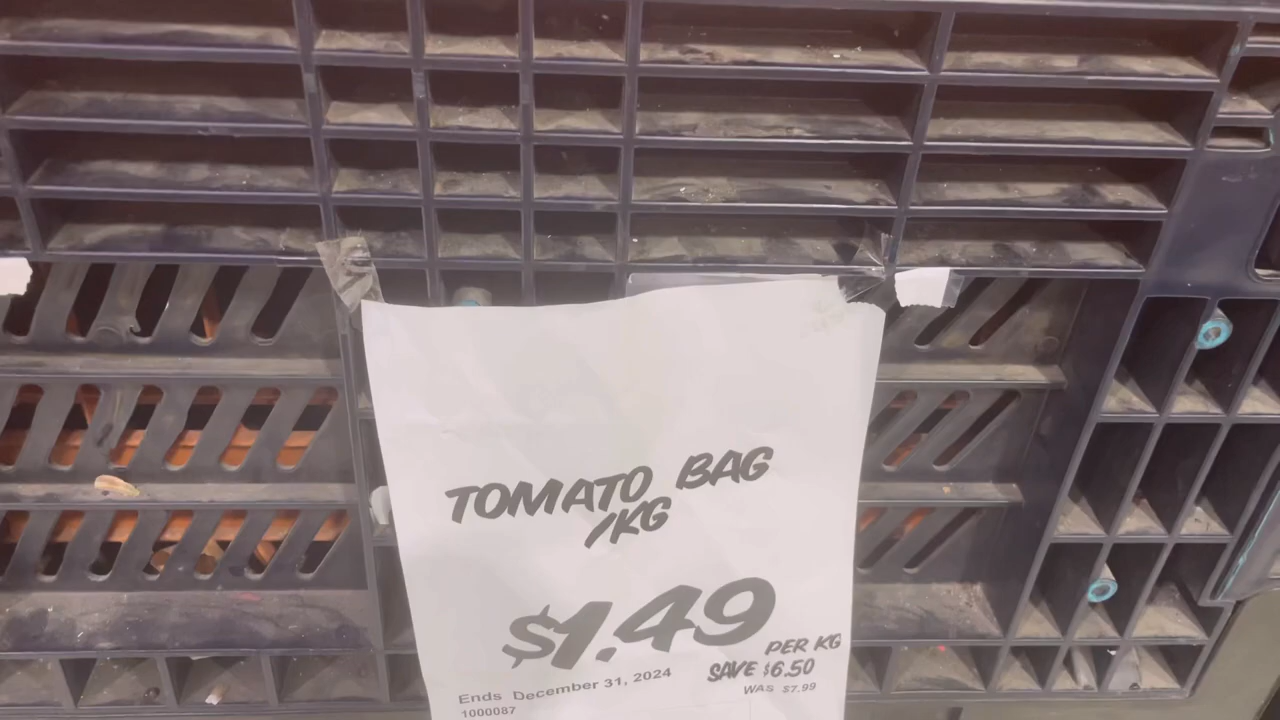 TOMATO BAG
/KG
$1.49
PER KG
SAVE $6.50
WAS $7.99
Ends December 31, 2024
1000087